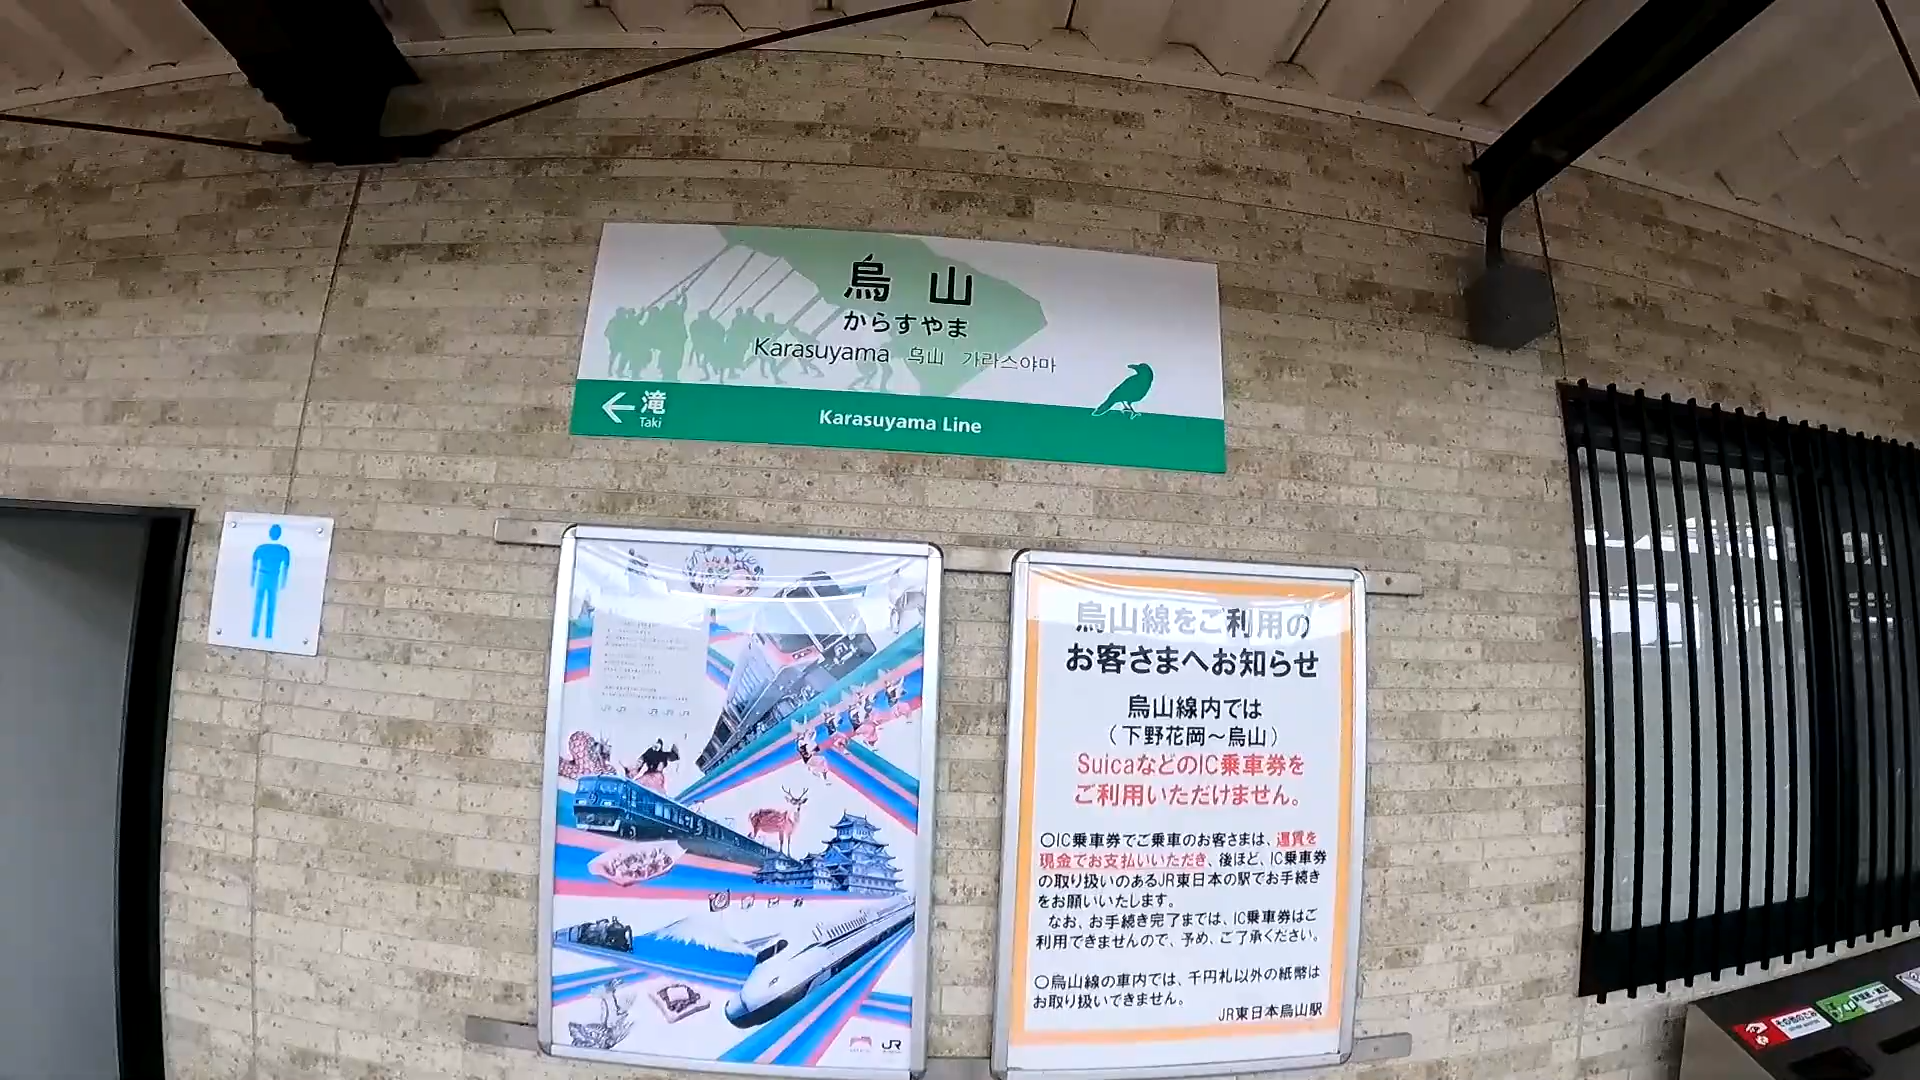 烏山
からすやま
Karasuyama 乌山 가라스야마
滝
Taki
Karasuyama Line
烏山線をご利用の
お客さまへお知らせ
烏山線内では
（下野花岡～烏山）
SuicaなどのIC乗車券を
ご利用いただけません。
○IC乗車券でご乗車のお客さまは、運賃を
現金でお支払いいただき、後ほど、IC乗車券
の取り扱いのあるJR東日本の駅でお手続き
をお願いいたします。
なお、お手続き完了までは、IC乗車券はご
利用できませんので、予め、ご了承ください。
○烏山線の車内では、千円札以外の紙幣は
お取り扱いできません。
JR東日本烏山駅
JR
その他のごみ